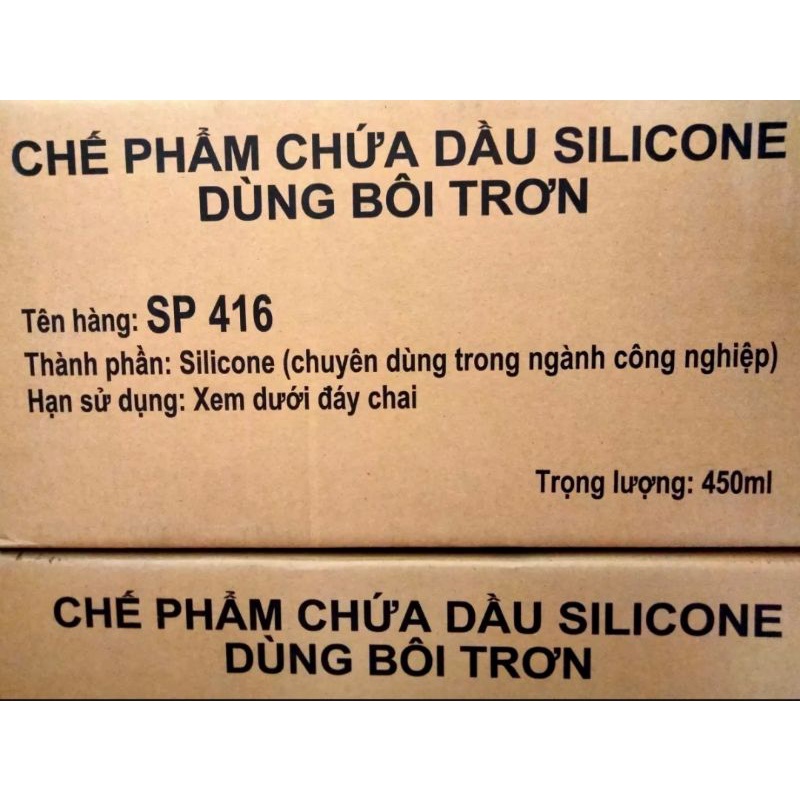 CHẾ PHẨM CHỨA DẦU SILICONE
DÙNG BÔI TRƠN
Tên hàng: SP 416
Thành phần: Silicone (chuyên dùng trong ngành công nghiệp)
Hạn sử dụng: Xem dưới đáy chai
Trọng lượng: 450ml
CHẾ PHẨM CHỨA DẦU SILICONE
DÙNG BÔI TRƠN